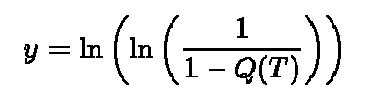 y = ln(ln(1/(1 − Q(T))))